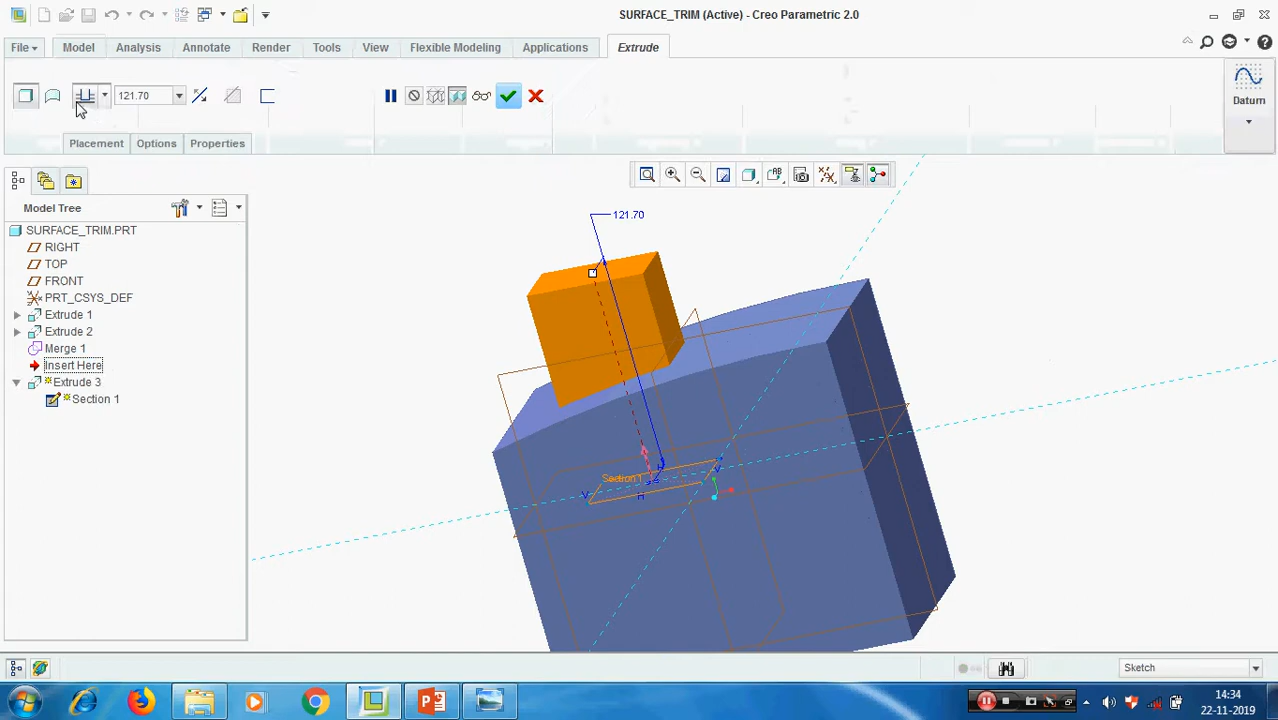 SURFACE_TRIM (Active) - Creo Parametric 2.0
File Model Analysis Annotate Render Tools View Flexible Modeling Applications Extrude
121.70
Datum
Placement Options Properties
Model Tree
SURFACE_TRIM.PRT
RIGHT
TOP
FRONT
PRT_CSYS_DEF
Extrude 1
Extrude 2
Merge 1
Insert Here
Extrude 3
Section 1
121.70
H
Section 1
V
V
H
Sketch
14:34
22-11-2019